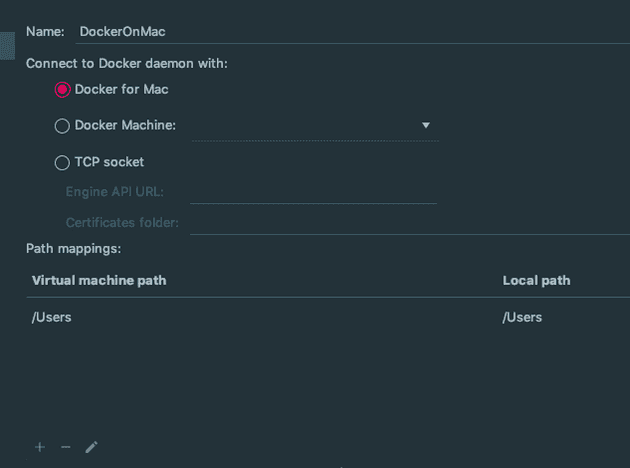 Name: DockerOnMac
Connect to Docker daemon with:
Docker for Mac
Docker Machine:
TCP socket
Engine API URL:
Certificates folder:
Path mappings:
Virtual machine path Local path
/Users /Users